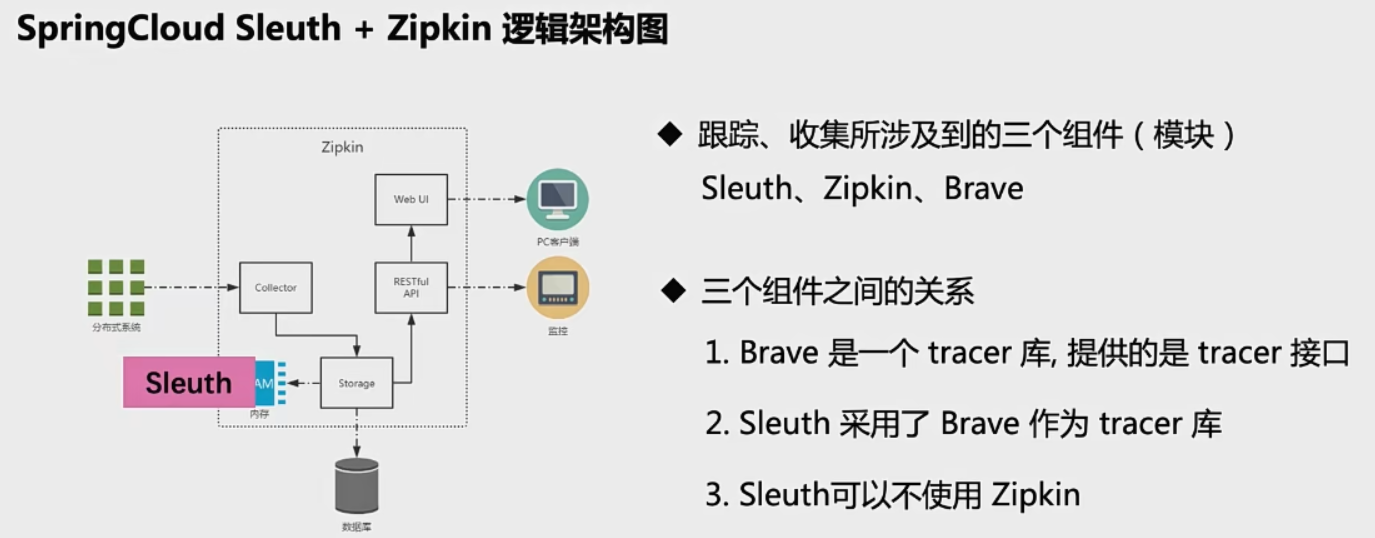 SpringCloud Sleuth + Zipkin 逻辑架构图
Zipkin
Web UI
PC客户端
Collector
RESTful
API
分布式系统
监控
Sleuth
AM
内存
Storage
数据库
◆ 跟踪、收集所涉及到的三个组件（模块）
Sleuth、Zipkin、Brave
◆ 三个组件之间的关系
1. Brave 是一个 tracer 库, 提供的是 tracer 接口
2. Sleuth 采用了 Brave 作为 tracer 库
3. Sleuth可以不使用 Zipkin